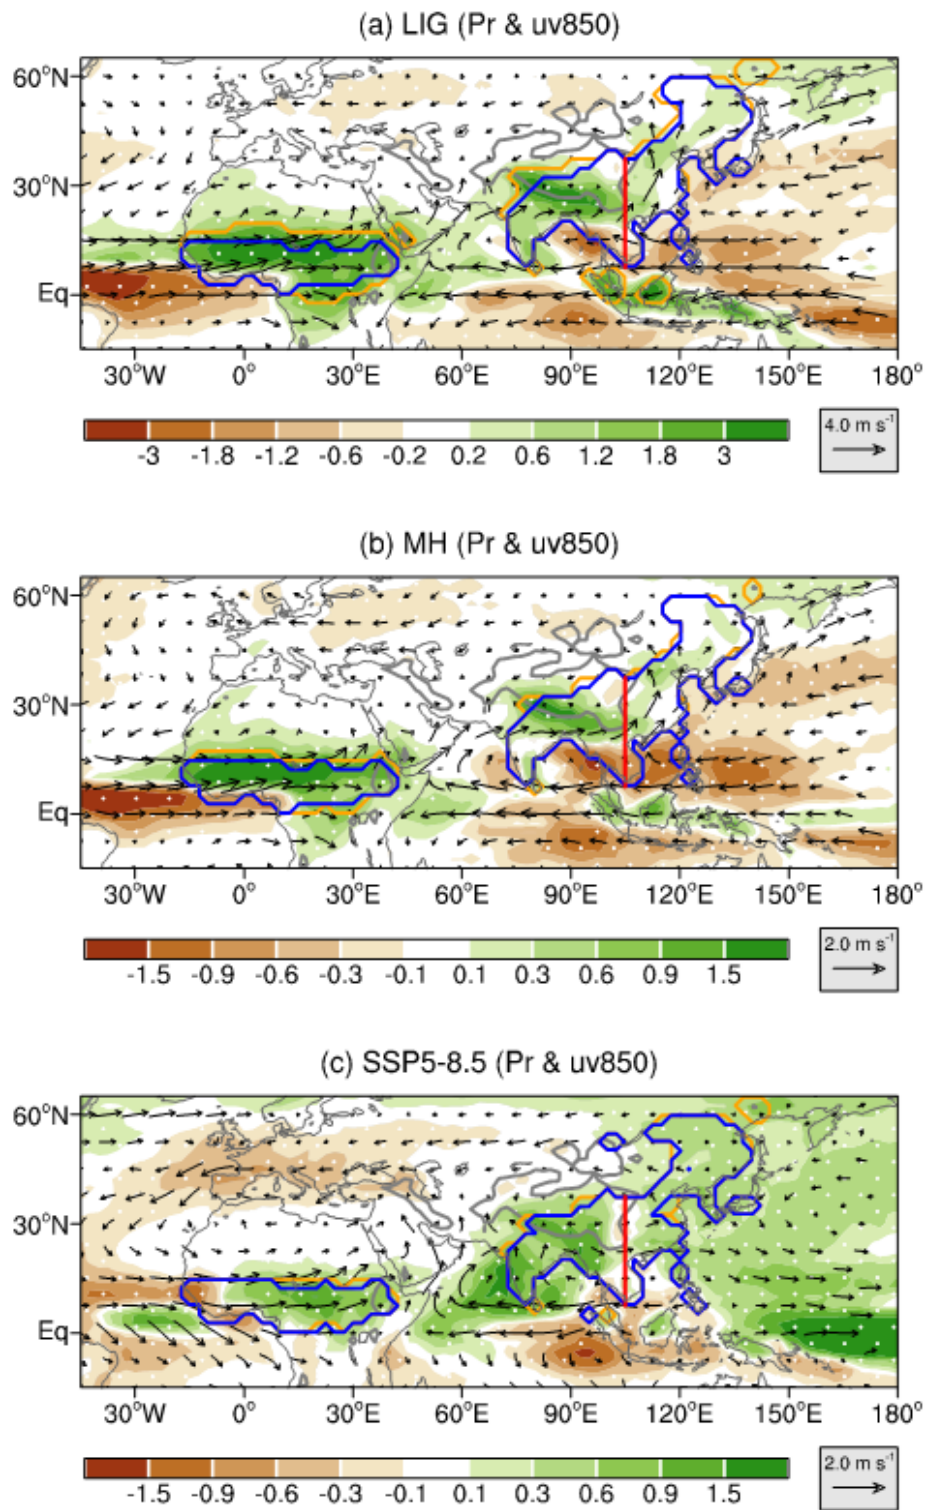 (a) LIG (Pr & uv850)
60°N
30°N
Eq
30°W 0° 30°E 60°E 90°E 120°E 150°E 180°
-3 -1.8 -1.2 -0.6 -0.2 0.2 0.6 1.2 1.8 3
4.0 m s⁻¹
(b) MH (Pr & uv850)
60°N
30°N
Eq
30°W 0° 30°E 60°E 90°E 120°E 150°E 180°
-1.5 -0.9 -0.6 -0.3 -0.1 0.1 0.3 0.6 0.9 1.5
2.0 m s⁻¹
(c) SSP5-8.5 (Pr & uv850)
60°N
30°N
Eq
30°W 0° 30°E 60°E 90°E 120°E 150°E 180°
-1.5 -0.9 -0.6 -0.3 -0.1 0.1 0.3 0.6 0.9 1.5
2.0 m s⁻¹